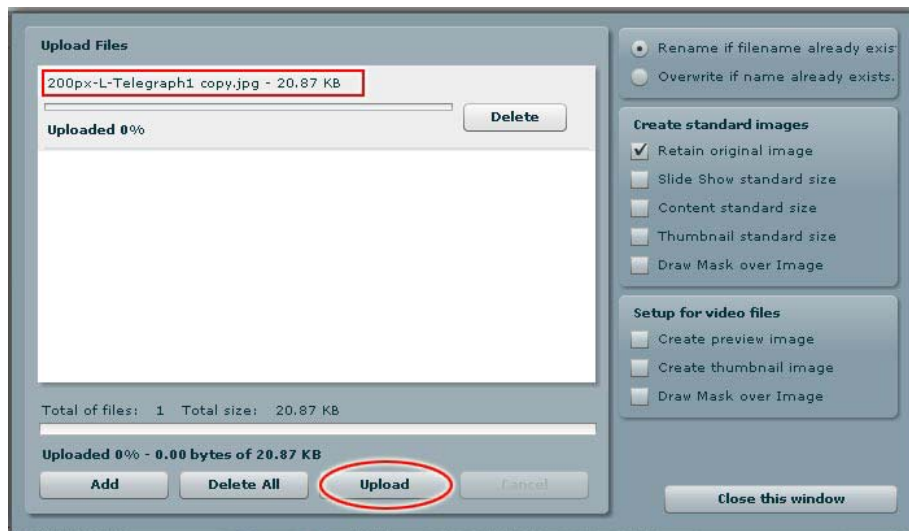 Upload Files
200px-L-Telegraph1 copy.jpg - 20.87 KB
Delete
Uploaded 0%
Total of files: 1 Total size: 20.87 KB
Uploaded 0% - 0.00 bytes of 20.87 KB
Add
Delete All
Upload
Cancel
Rename if filename already exis
Overwrite if name already exists.
Create standard images
Retain original image
Slide Show standard size
Content standard size
Thumbnail standard size
Draw Mask over Image
Setup for video files
Create preview image
Create thumbnail image
Draw Mask over Image
Close this window